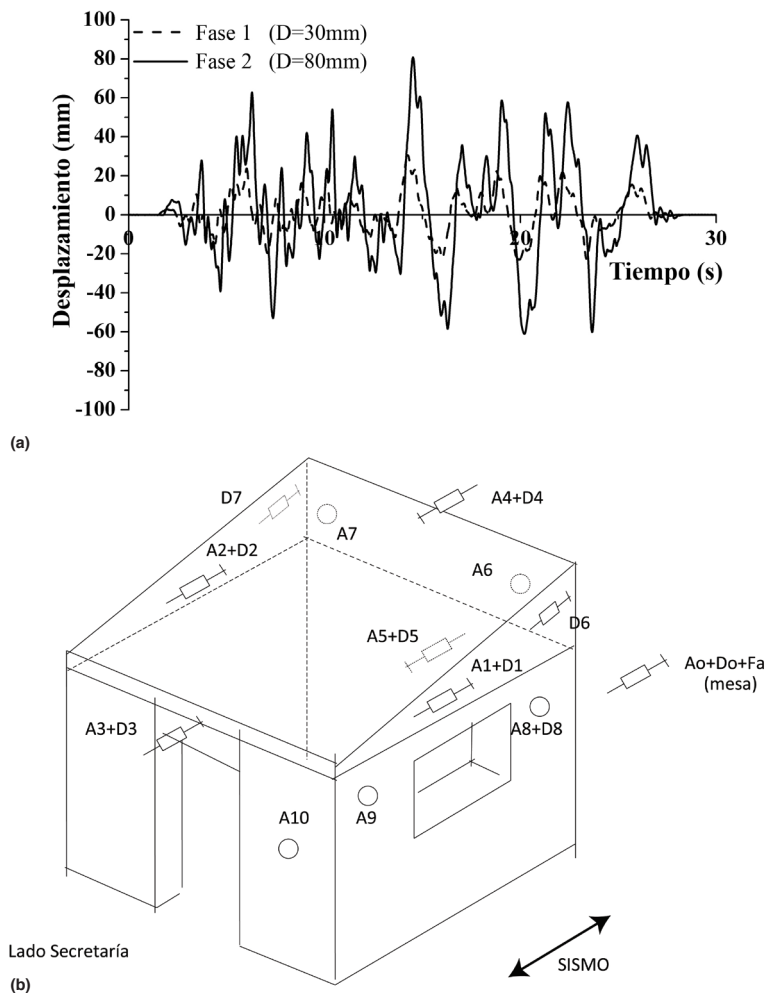 100
80
60
40
20
0
-20
-40
-60
-80
-100
Desplazamiento (mm)
Fase 1 (D=30mm)
Fase 2 (D=80mm)
0
10
20
30
Tiempo (s)
(a)
D7
A4+D4
A7
A2+D2
A6
D6
A5+D5
A1+D1
Ao+Do+Fa
(mesa)
A3+D3
A8+D8
A10
A9
Lado Secretaría
SISMO
(b)